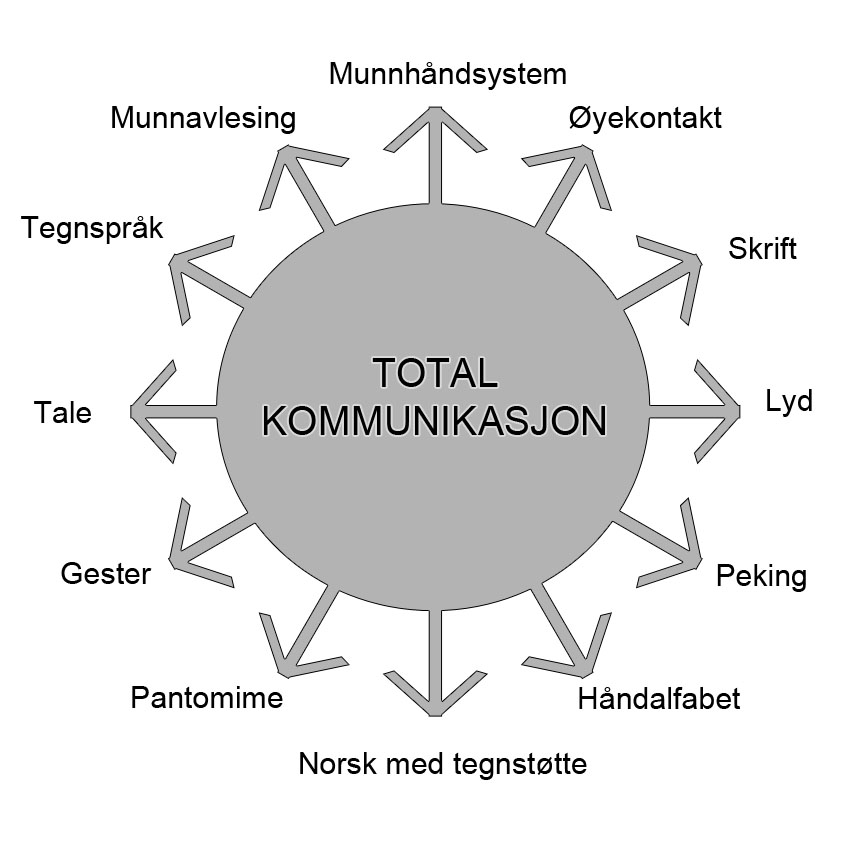 Munnhåndsystem
Munnavlesing
Øyekontakt
Tegnspråk
Skrift
TOTAL
KOMMUNIKASJON
Tale
Lyd
Gester
Peking
Pantomime
Håndalfabet
Norsk med tegnstøtte